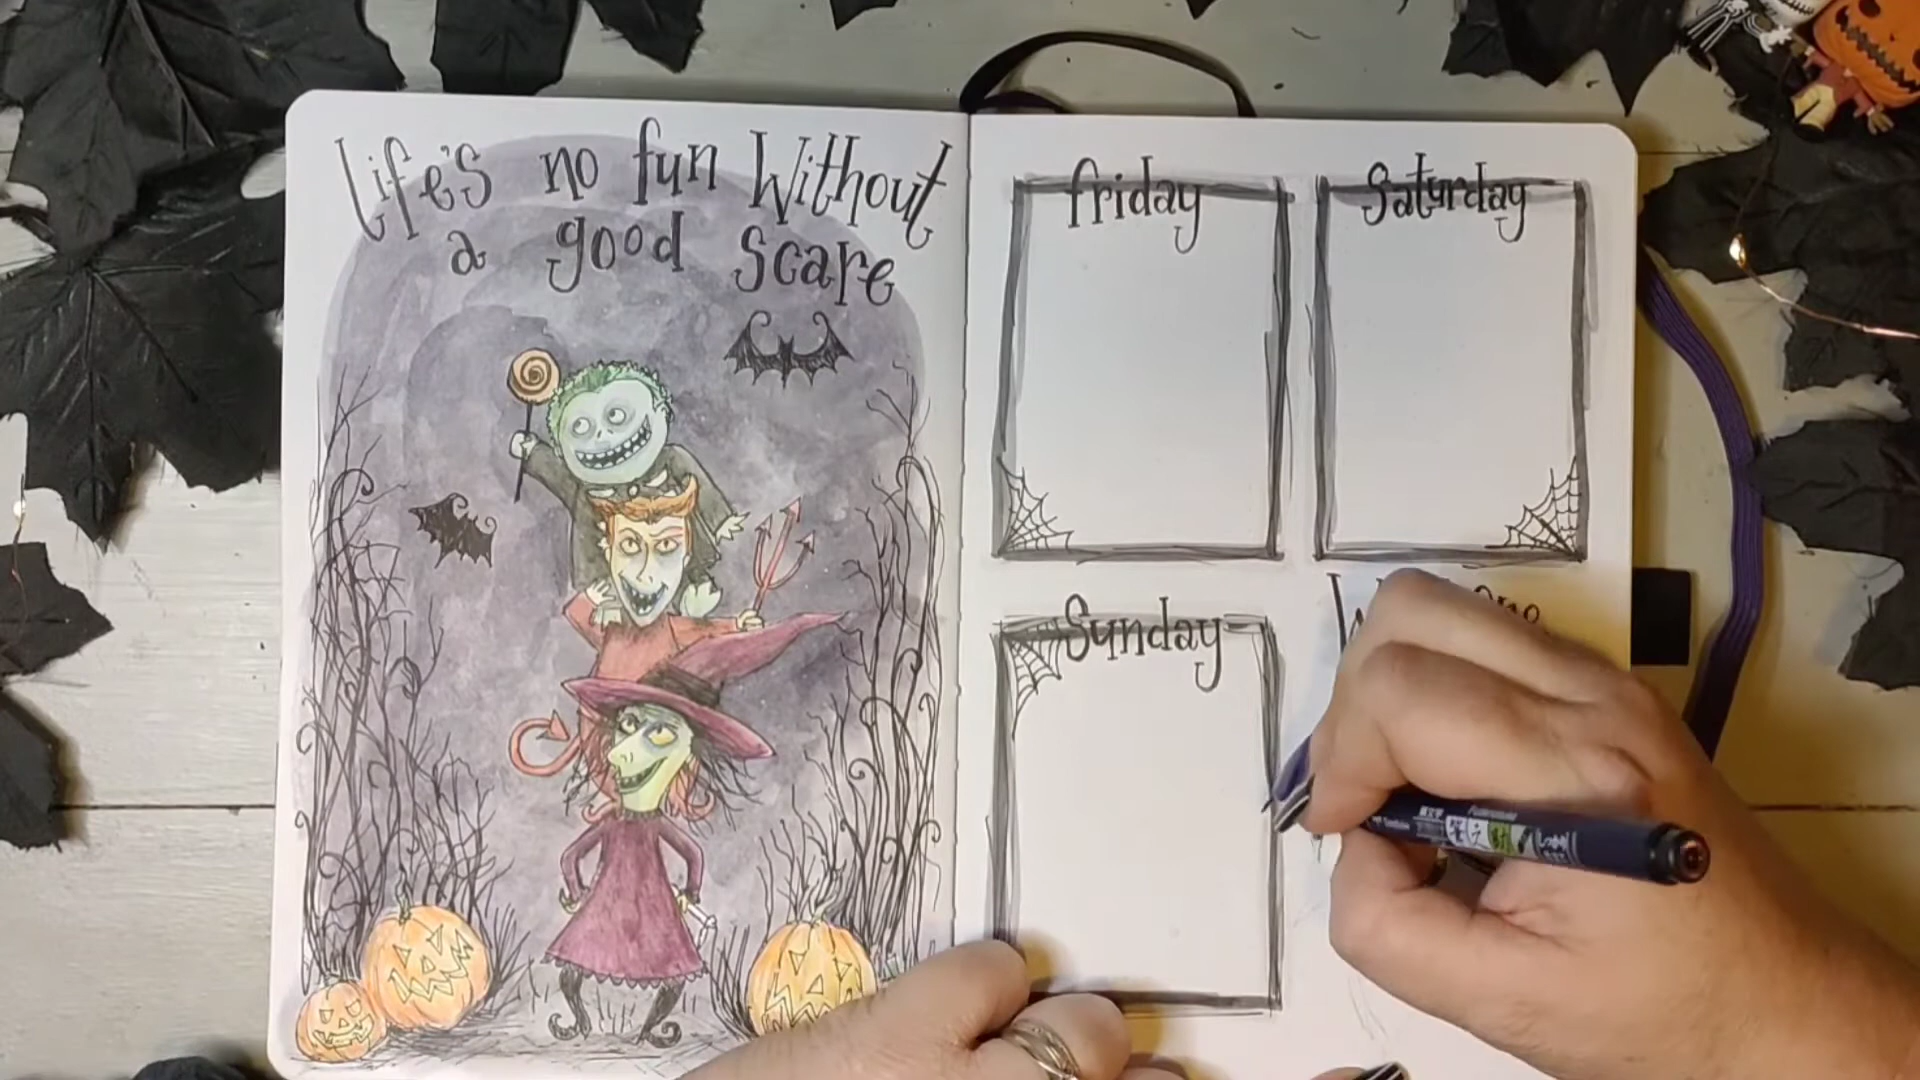 Life's no fun Without
a good Scare
friday
Saturday
Sunday